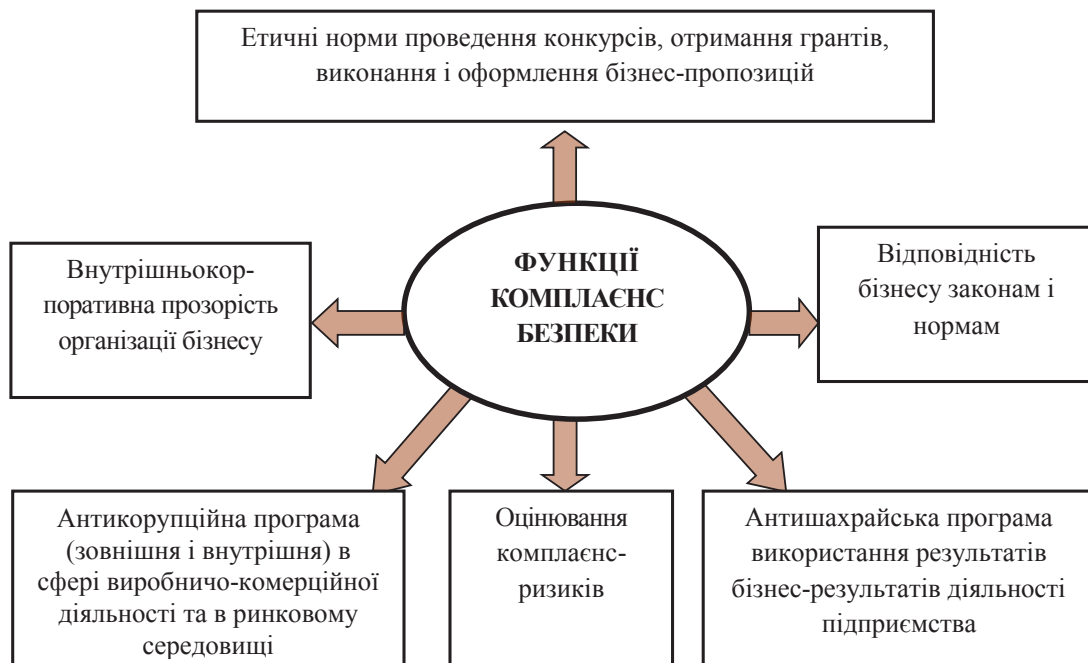 Етичні норми проведення конкурсів, отримання грантів,
виконання і оформлення бізнес-пропозицій
Внутрішньокор-
поративна прозорість
організації бізнесу
ФУНКЦІЇ
КОМПЛАЄНС
БЕЗПЕКИ
Відповідність
бізнесу законам і
нормам
Антикорупційна програма
(зовнішня і внутрішня) в
сфері виробничо-комерційної
діяльності та в ринковому
середовищі
Оцінювання
комплаєнс-
ризиків
Антишахрайська програма
використання результатів
бізнес-результатів діяльності
підприємства